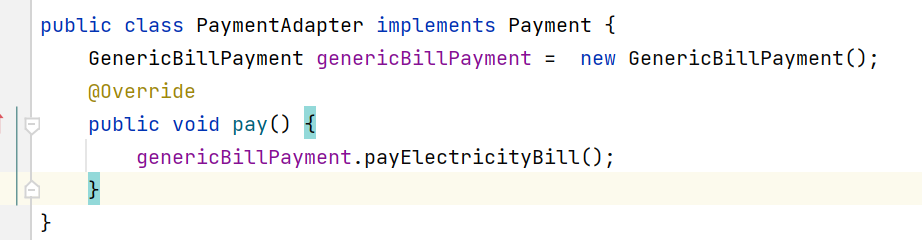 public class PaymentAdapter implements Payment {
    GenericBillPayment genericBillPayment =  new GenericBillPayment();
    @Override
    public void pay() {
        genericBillPayment.payElectricityBill();
    }
}